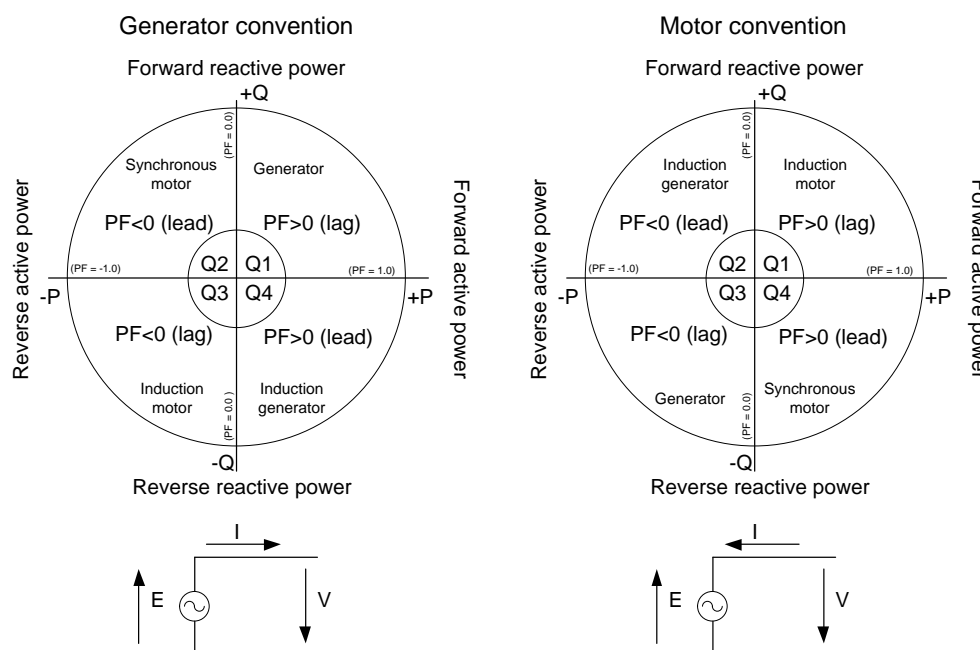 Generator convention
Forward reactive power
+Q
(PF = 0.0)
Synchronous
motor
Generator
PF<0 (lead)
PF>0 (lag)
Reverse active power
Forward active power
(PF = -1.0)
Q2
Q1
(PF = 1.0)
-P
Q3
Q4
+P
PF<0 (lag)
PF>0 (lead)
Induction
motor
Induction
generator
(PF = 0.0 )
-Q
Reverse reactive power
I
E
V
Motor convention
Forward reactive power
+Q
(PF = 0.0)
Induction
generator
Induction
motor
PF<0 (lead)
PF>0 (lag)
Reverse active power
Forward active power
(PF = -1.0)
Q2
Q1
(PF = 1.0)
-P
Q3
Q4
+P
PF<0 (lag)
PF>0 (lead)
Generator
Synchronous
motor
(PF = 0.0)
-Q
Reverse reactive power
I
E
V